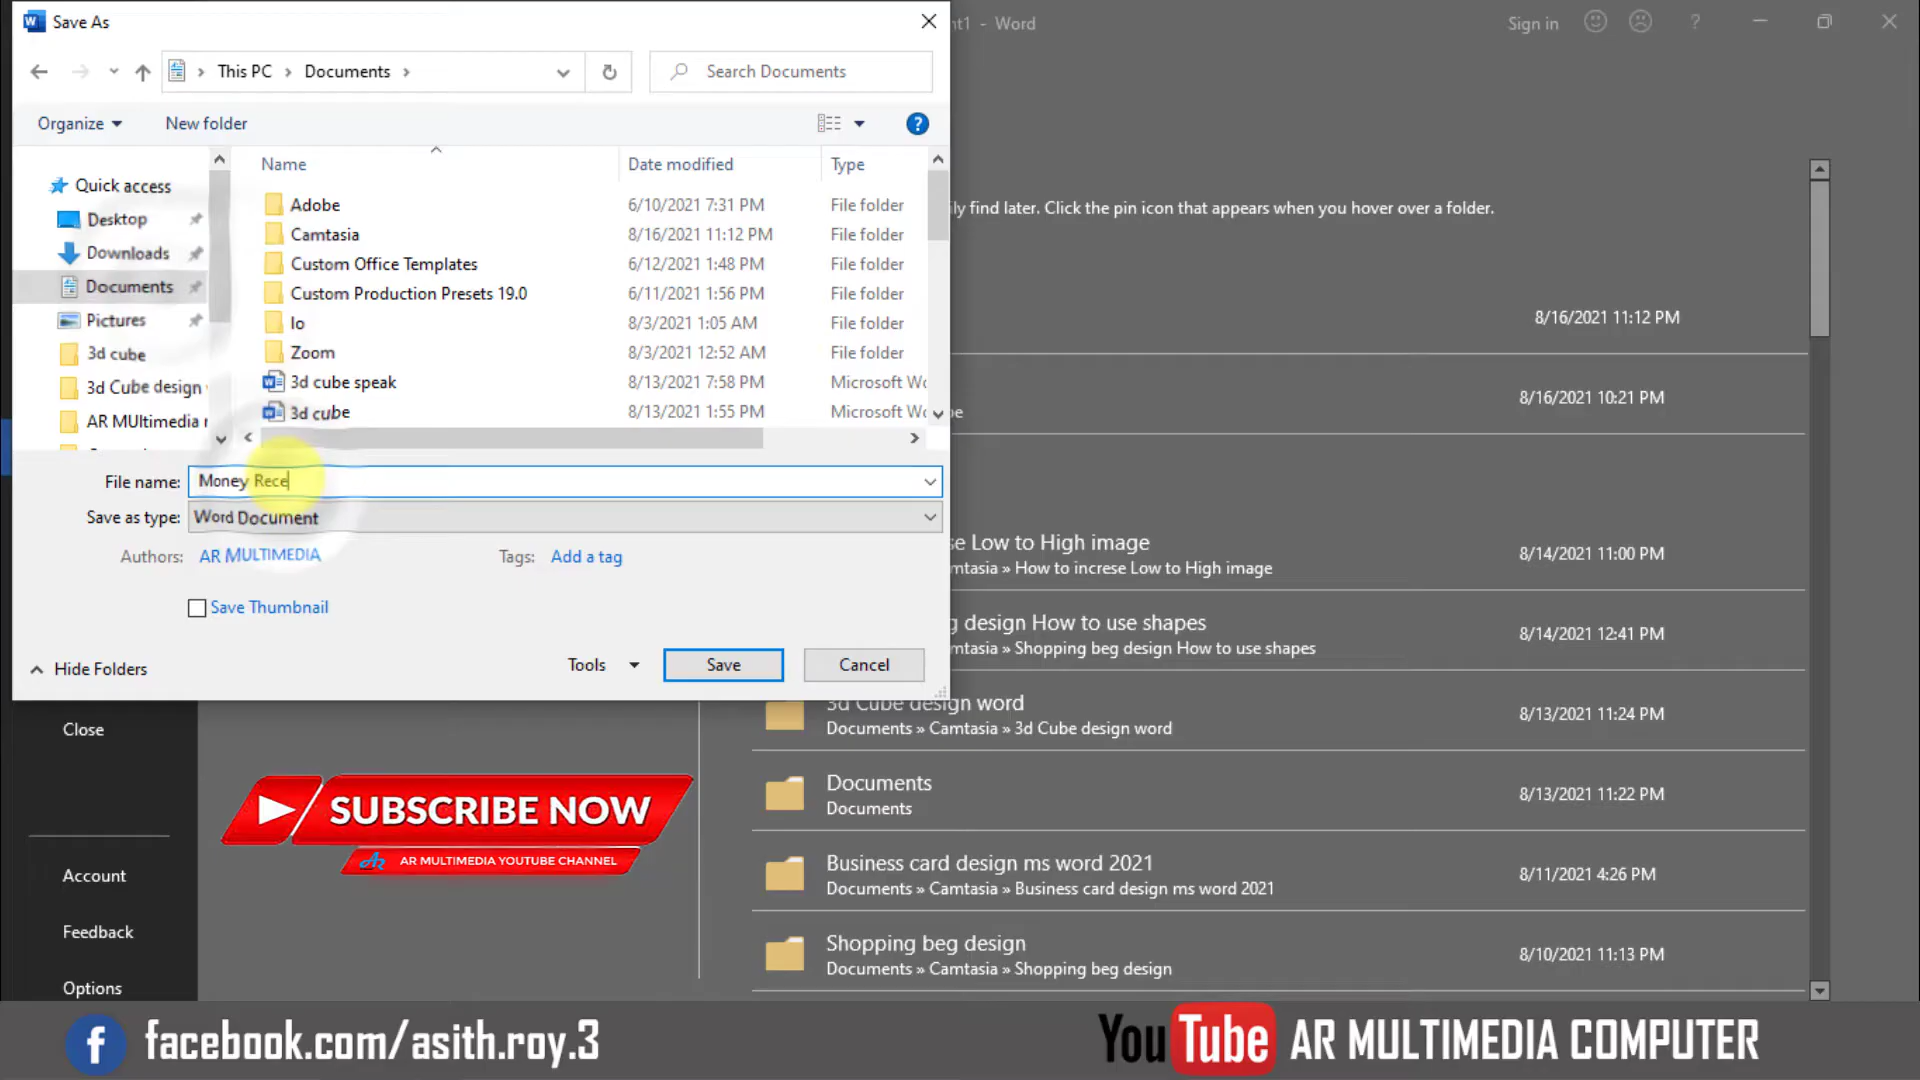 Save As
nt1 - Word
Sign in
?
This PC
Documents
Search Documents
Organize
New folder
?
Name
Date modified
Type
Quick access
Desktop
Downloads
Documents
Pictures
3d cube
3d Cube design
AR MUltimedia
Adobe
6/10/2021 7:31 PM
File folder
Camtasia
8/16/2021 11:12 PM
File folder
Custom Office Templates
6/12/2021 1:48 PM
File folder
Custom Production Presets 19.0
6/11/2021 1:56 PM
File folder
lo
8/3/2021 1:05 AM
File folder
Zoom
8/3/2021 12:52 AM
File folder
3d cube speak
8/13/2021 7:58 PM
Microsoft Wo
3d cube
8/13/2021 1:55 PM
Microsoft Wo
File name: Money Rece
Save as type: Word Document
Authors: AR MULTIMEDIA
Tags: Add a tag
Save Thumbnail
Hide Folders
Tools
Save
Cancel
ily find later. Click the pin icon that appears when you hover over a folder.
8/16/2021 11:12 PM
pe
8/16/2021 10:21 PM
se Low to High image
mtasia » How to increse Low to High image
8/14/2021 11:00 PM
g design How to use shapes
mtasia » Shopping beg design How to use shapes
8/14/2021 12:41 PM
3d Cube design word
Documents » Camtasia » 3d Cube design word
8/13/2021 11:24 PM
Documents
Documents
8/13/2021 11:22 PM
Business card design ms word 2021
Documents » Camtasia » Business card design ms word 2021
8/11/2021 4:26 PM
Shopping beg design
Documents » Camtasia » Shopping beg design
8/10/2021 11:13 PM
Close
Account
Feedback
Options
SUBSCRIBE NOW
AR MULTIMEDIA YOUTUBE CHANNEL
facebook.com/asith.roy.3
YouTube AR MULTIMEDIA COMPUTER